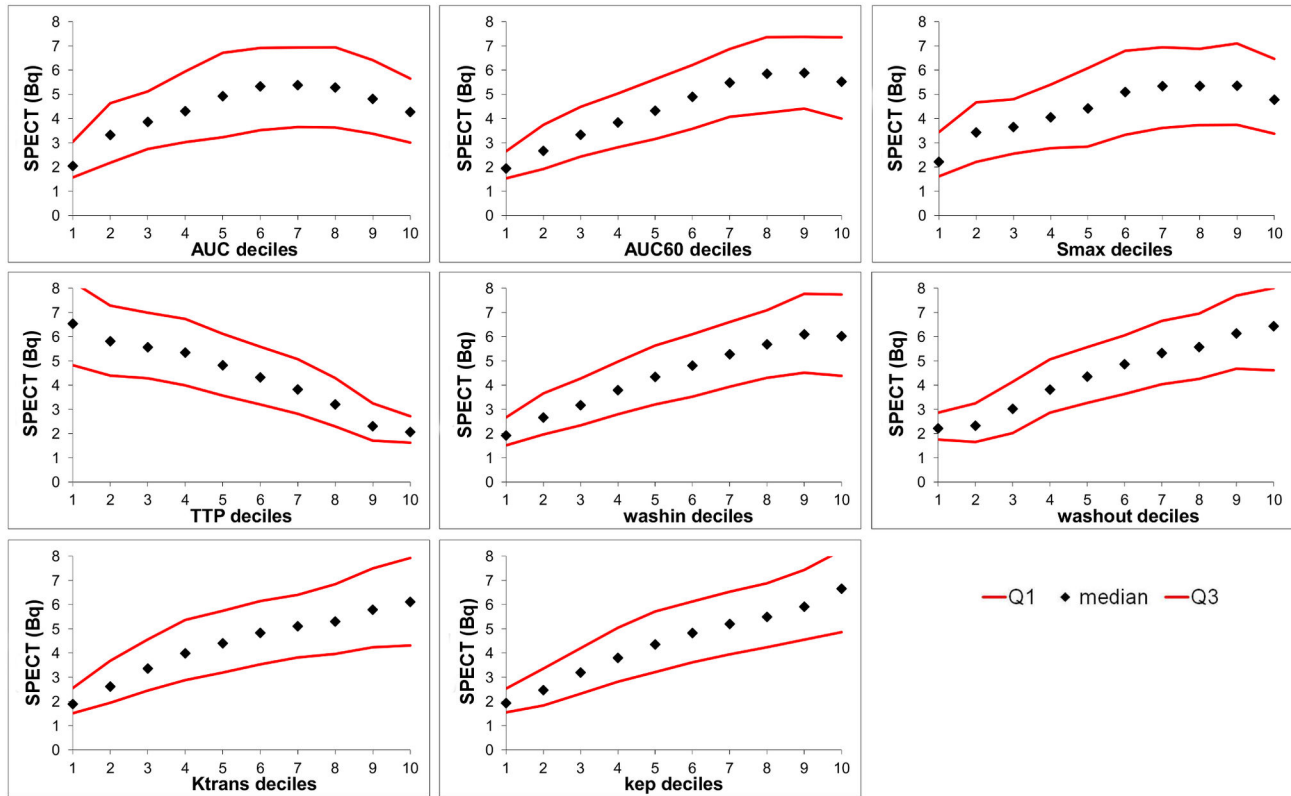 8
7
6
5
4
3
2
1
0
SPECT (Bq)
1 2 3 4 5 6 7 8 9 10
AUC deciles
8
7
6
5
4
3
2
1
0
SPECT (Bq)
1 2 3 4 5 6 7 8 9 10
AUC60 deciles
8
7
6
5
4
3
2
1
0
SPECT (Bq)
1 2 3 4 5 6 7 8 9 10
Smax deciles
8
7
6
5
4
3
2
1
0
SPECT (Bq)
1 2 3 4 5 6 7 8 9 10
TTP deciles
8
7
6
5
4
3
2
1
0
SPECT (Bq)
1 2 3 4 5 6 7 8 9 10
washin deciles
8
7
6
5
4
3
2
1
0
SPECT (Bq)
1 2 3 4 5 6 7 8 9 10
washout deciles
8
7
6
5
4
3
2
1
0
SPECT (Bq)
1 2 3 4 5 6 7 8 9 10
Ktrans deciles
8
7
6
5
4
3
2
1
0
SPECT (Bq)
1 2 3 4 5 6 7 8 9 10
kep deciles
Q1 median Q3